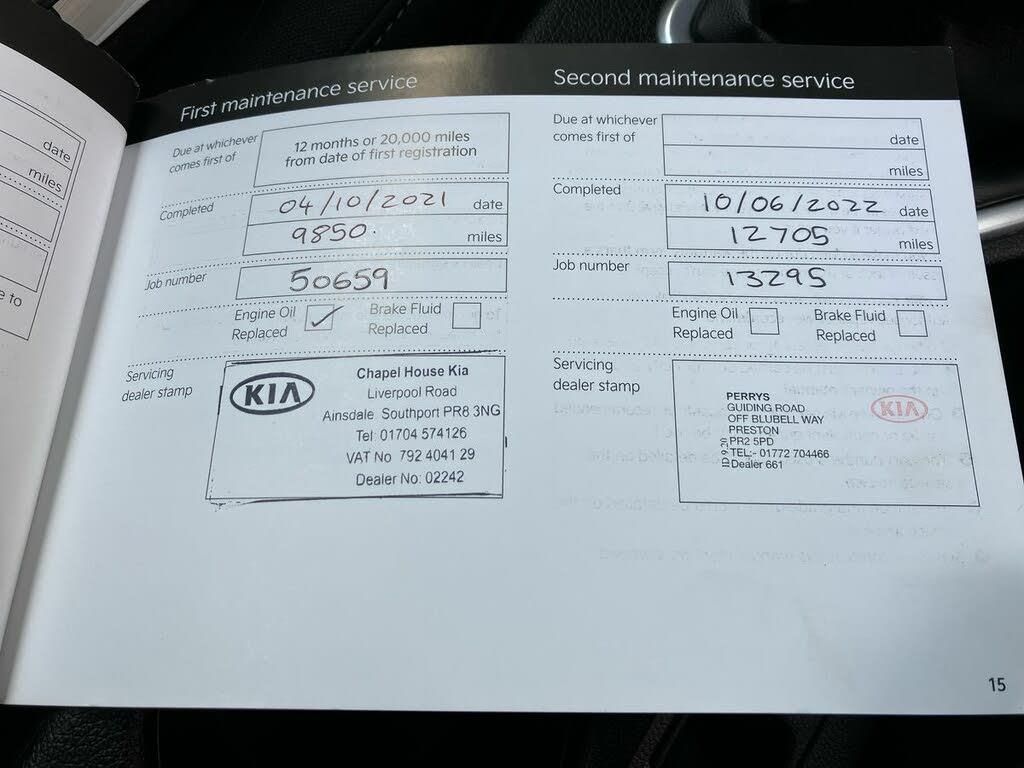 date
miles
e to
First maintenance service
Due at whichever
comes first of
12 months or 20,000 miles
from date of first registration
Completed
04/10/2021 date
9850. miles
Job number
50659
Engine Oil
Replaced
Brake Fluid
Replaced
Servicing
dealer stamp
KIA
Chapel House Kia
Liverpool Road
Ainsdale Southport PR8 3NG
Tel: 01704 574126
VAT No 792 4041 29
Dealer No: 02242
Second maintenance service
Due at whichever
comes first of
date
miles
Completed
10/06/2022 date
12705 miles
Job number
13295
Engine Oil
Replaced
Brake Fluid
Replaced
Servicing
dealer stamp
PERRYS
GUIDING ROAD
OFF BLUBELL WAY
PRESTON
PR2 5PD
TEL:- 01772 704466
Dealer 661
ID 9.20
KIA
15